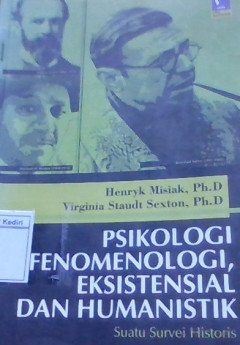 Henryk Misiak, Ph.D
Virginia Staudt Sexton, Ph.D
Kediri
PSIKOLOGI
FENOMENOLOGI,
EKSISTENSIAL
DAN HUMANISTIK
Suatu Survei Historis